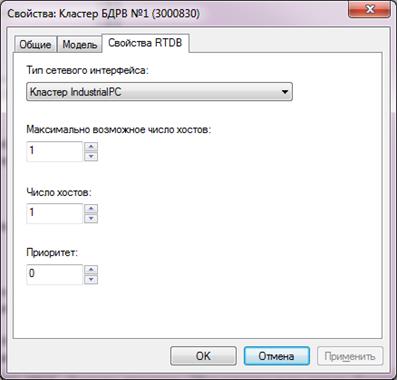 Свойства: Кластер БДРВ №1 (3000830)
Общие Модель Свойства RTDB
Тип сетевого интерфейса:
Кластер IndustrialPC
Максимально возможное число хостов:
1
Число хостов:
1
Приоритет:
0
OK Отмена Применить